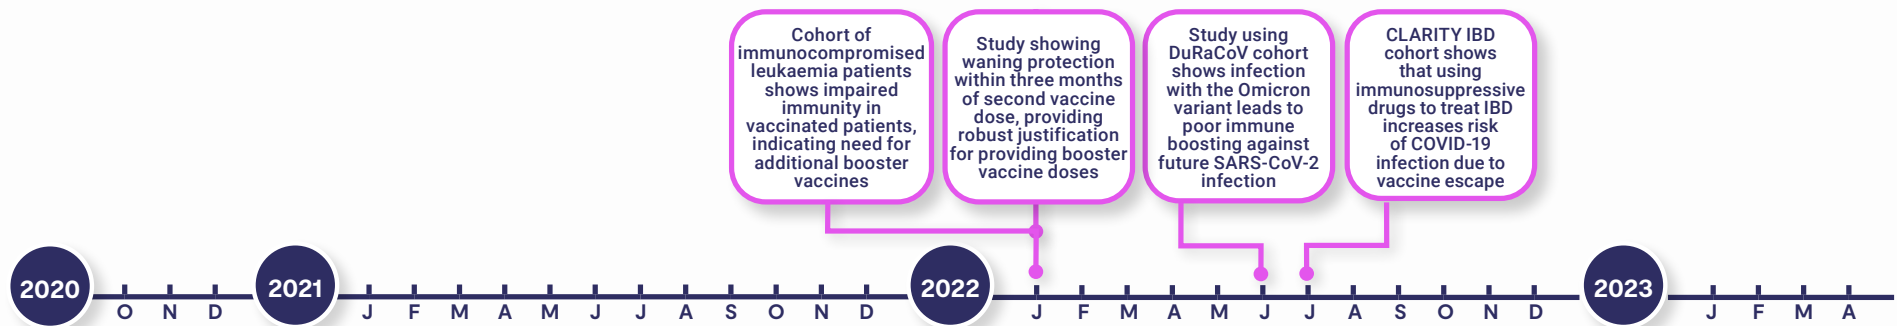 Cohort of
immunocompromised
leukaemia patients
shows impaired
immunity in
vaccinated patients,
indicating need for
additional booster
vaccines
Study showing
waning protection
within three months
of second vaccine
dose, providing
robust justification
for providing booster
vaccine doses
Study using
DuRaCoV cohort
shows infection
with the Omicron
variant leads to
poor immune
boosting against
future SARS-CoV-2
infection
CLARITY IBD
cohort shows
that using
immunosuppressive
drugs to treat IBD
increases risk
of COVID-19
infection due to
vaccine escape
2020
O N D
2021
J F M A M J J A S O N D
2022
J F M A M J J A S O N D
2023
J F M A